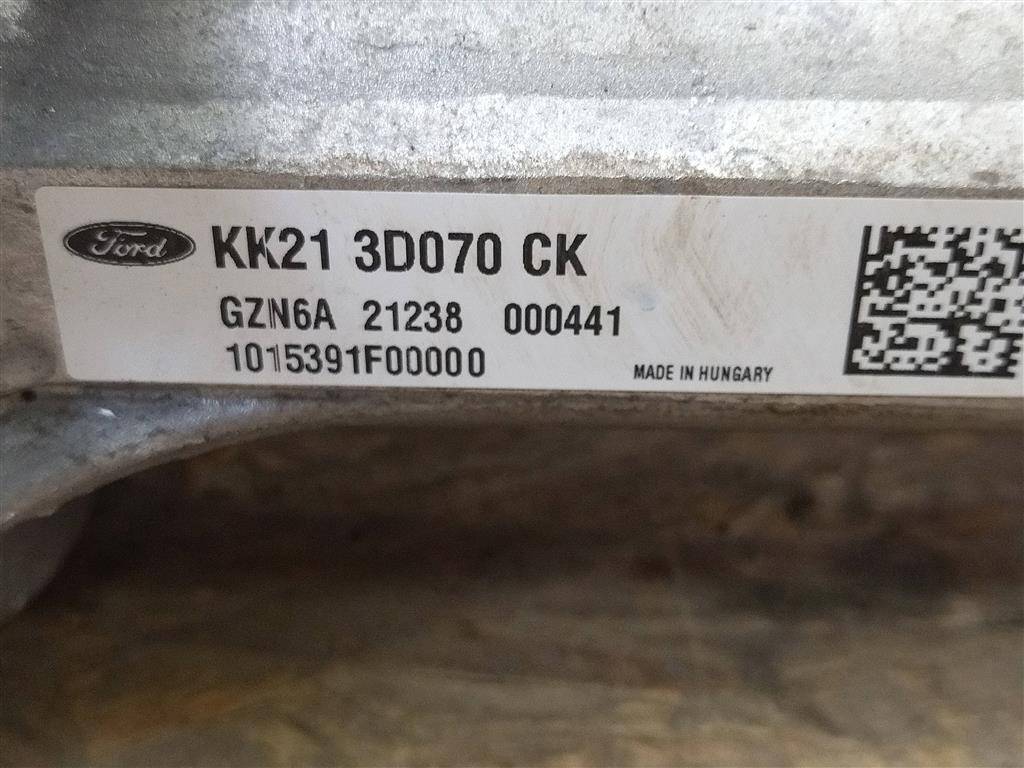 Ford KK21 3D070 CK
GZN6A 21238 000441
1015391F00000
MADE IN HUNGARY